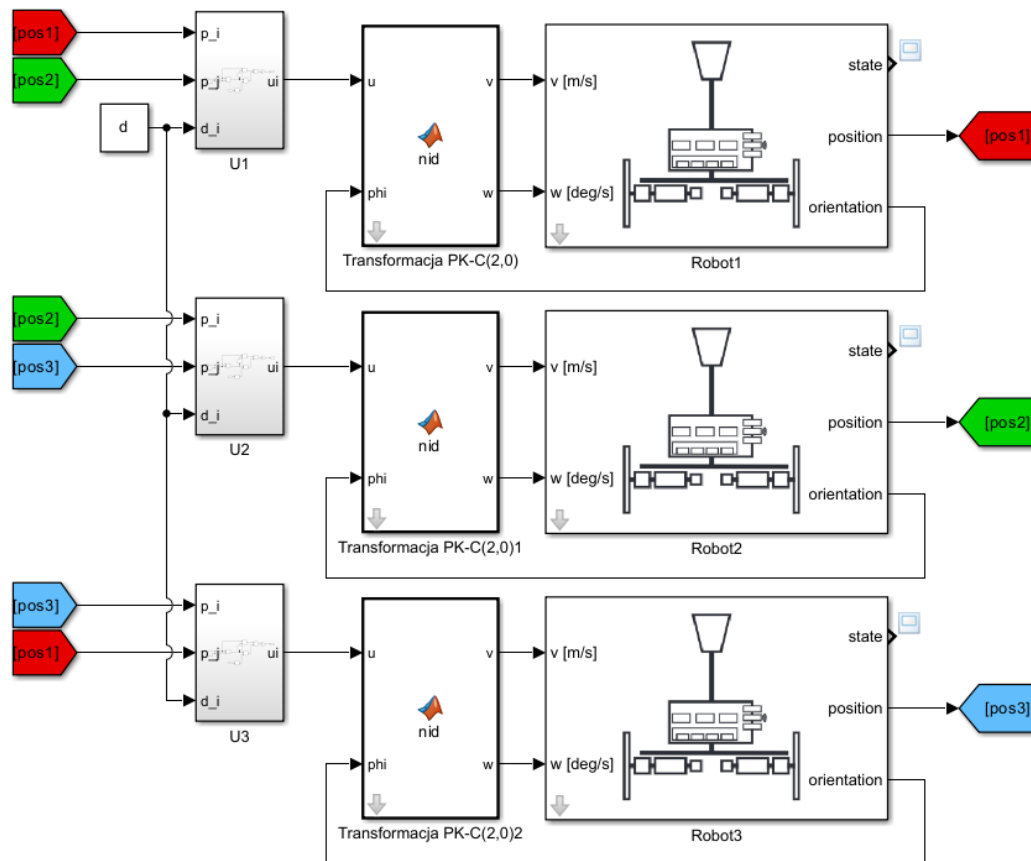 [pos1]
p_i
[pos2]
p_j
ui
d
d_i
U1
u
v
nid
phi
w
Transformacja PK-C(2,0)
v [m/s]
w [deg/s]
state
position
orientation
Robot1
[pos1]
[pos2]
p_i
[pos3]
p_j
ui
d_i
U2
u
v
nid
phi
w
Transformacja PK-C(2,0)1
v [m/s]
w [deg/s]
state
position
orientation
Robot2
[pos2]
[pos3]
p_i
[pos1]
p_j
ui
d_i
U3
u
v
nid
phi
w
Transformacja PK-C(2,0)2
v [m/s]
w [deg/s]
state
position
orientation
Robot3
[pos3]